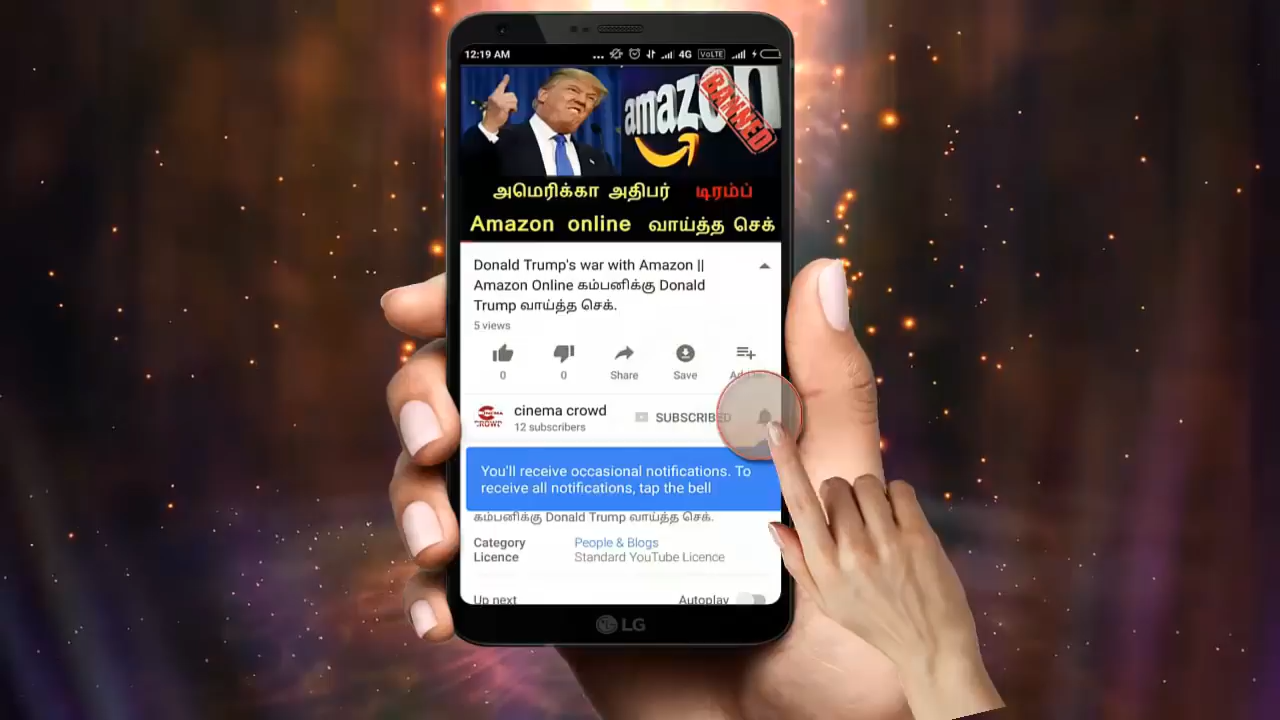 12:19 AM
4G
VoLTE
amazon
BANNED
அமெரிக்கா அதிபர் டிரம்ப்
Amazon online வாய்த்த செக்
Donald Trump's war with Amazon ||
Amazon Online கம்பனிக்கு Donald
Trump வாய்த்த செக்.
5 views
0
0
Share
Save
CINEMA
CROWD
cinema crowd
12 subscribers
SUBSCRIBED
You'll receive occasional notifications. To
receive all notifications, tap the bell
கம்பனிக்கு Donald Trump வாய்த்த செக்.
Category People & Blogs
Licence Standard YouTube Licence
Up next Autoplay
LG